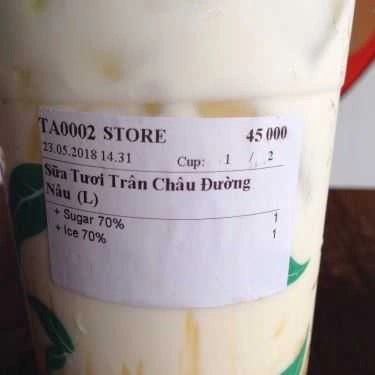 TA0002 STORE 45 000
23.05.2018 14.31 Cup: 1 / 2
Sữa Tươi Trân Châu Đường
Nâu (L)
+ Sugar 70% 1
+ Ice 70% 1